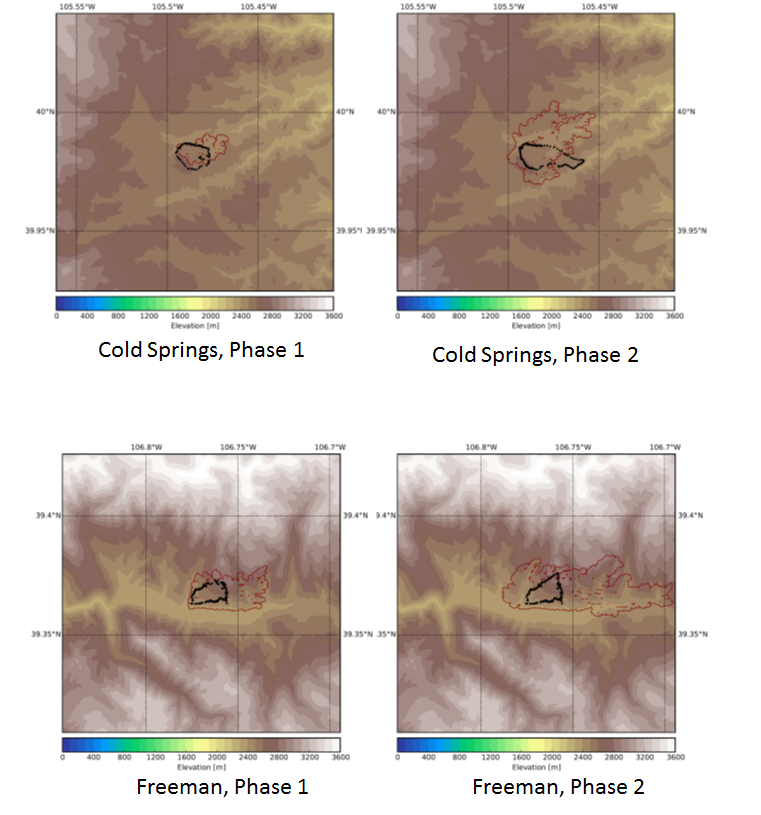 105.55°W 105.5°W 105.45°W 105.55°W 105.5°W 105.45°W
40°N 40°N 40°N
39.95°N 39.95°N 39.95°N
0 400 800 1200 1600 2000 2400 2800 3200 3600 0 400 800 1200 1600 2000 2400 2800 3200 3600
Elevation [m] Elevation [m]
Cold Springs, Phase 1 Cold Springs, Phase 2
106.8°W 106.75°W 106.7°W 106.8°W 106.75°W 106.7°W
39.4°N 39.4°N 9.4°N 39.4°N
39.35°N 39.35°N 35°N 39.35°N
0 400 800 1200 1600 2000 2400 2800 3200 3600 0 400 800 1200 1600 2000 2400 2800 3200 3600
Elevation [m] Elevation [m]
Freeman, Phase 1 Freeman, Phase 2